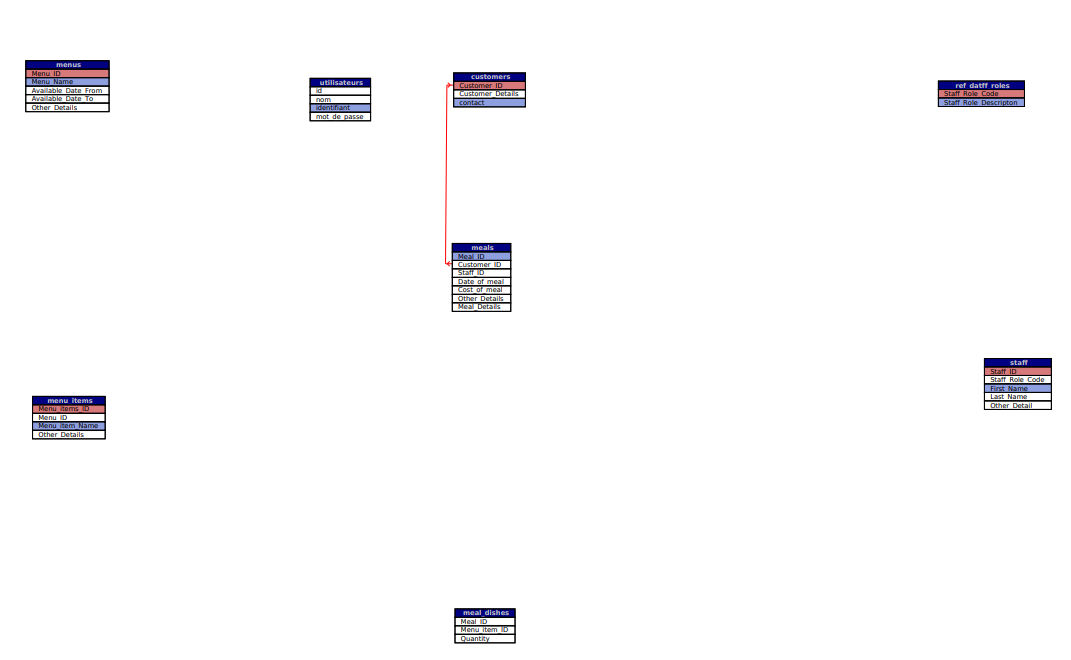 menus
Menu_ID
Menu_Name
Available_Date_From
Available_Date_To
Other_Details
utilisateurs
id
nom
identifiant
mot_de_passe
customers
Customer_ID
Customer_Details
contact
ref_datff_roles
Staff_Role_Code
Staff_Role_Descripton
meals
Meal_ID
Customer_ID
Staff_ID
Date_of_meal
Cost_of_meal
Other_Details
Meal_Details
staff
Staff_ID
Staff_Role_Code
First_Name
Last_Name
Other_Detail
menu_items
Menu_items_ID
Menu_ID
Menu_item_Name
Other_Details
meal_dishes
Meal_ID
Menu_item_ID
Quantity